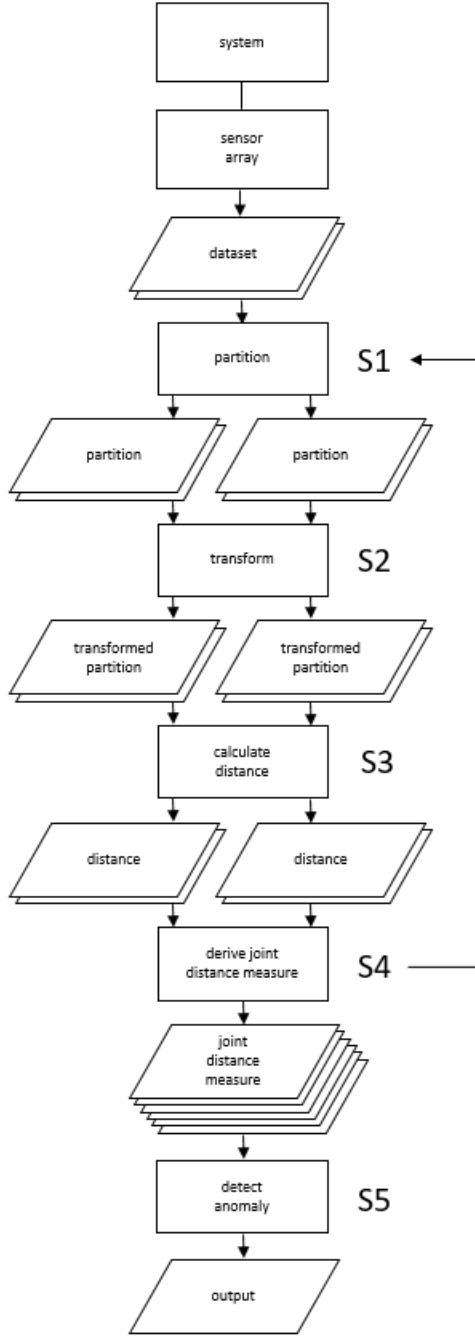 system
sensor
array
dataset
partition
S1
partition
partition
transform
S2
transformed
partition
transformed
partition
calculate
distance
S3
distance
distance
derive joint
distance measure
S4
joint
distance
measure
detect
anomaly
S5
output